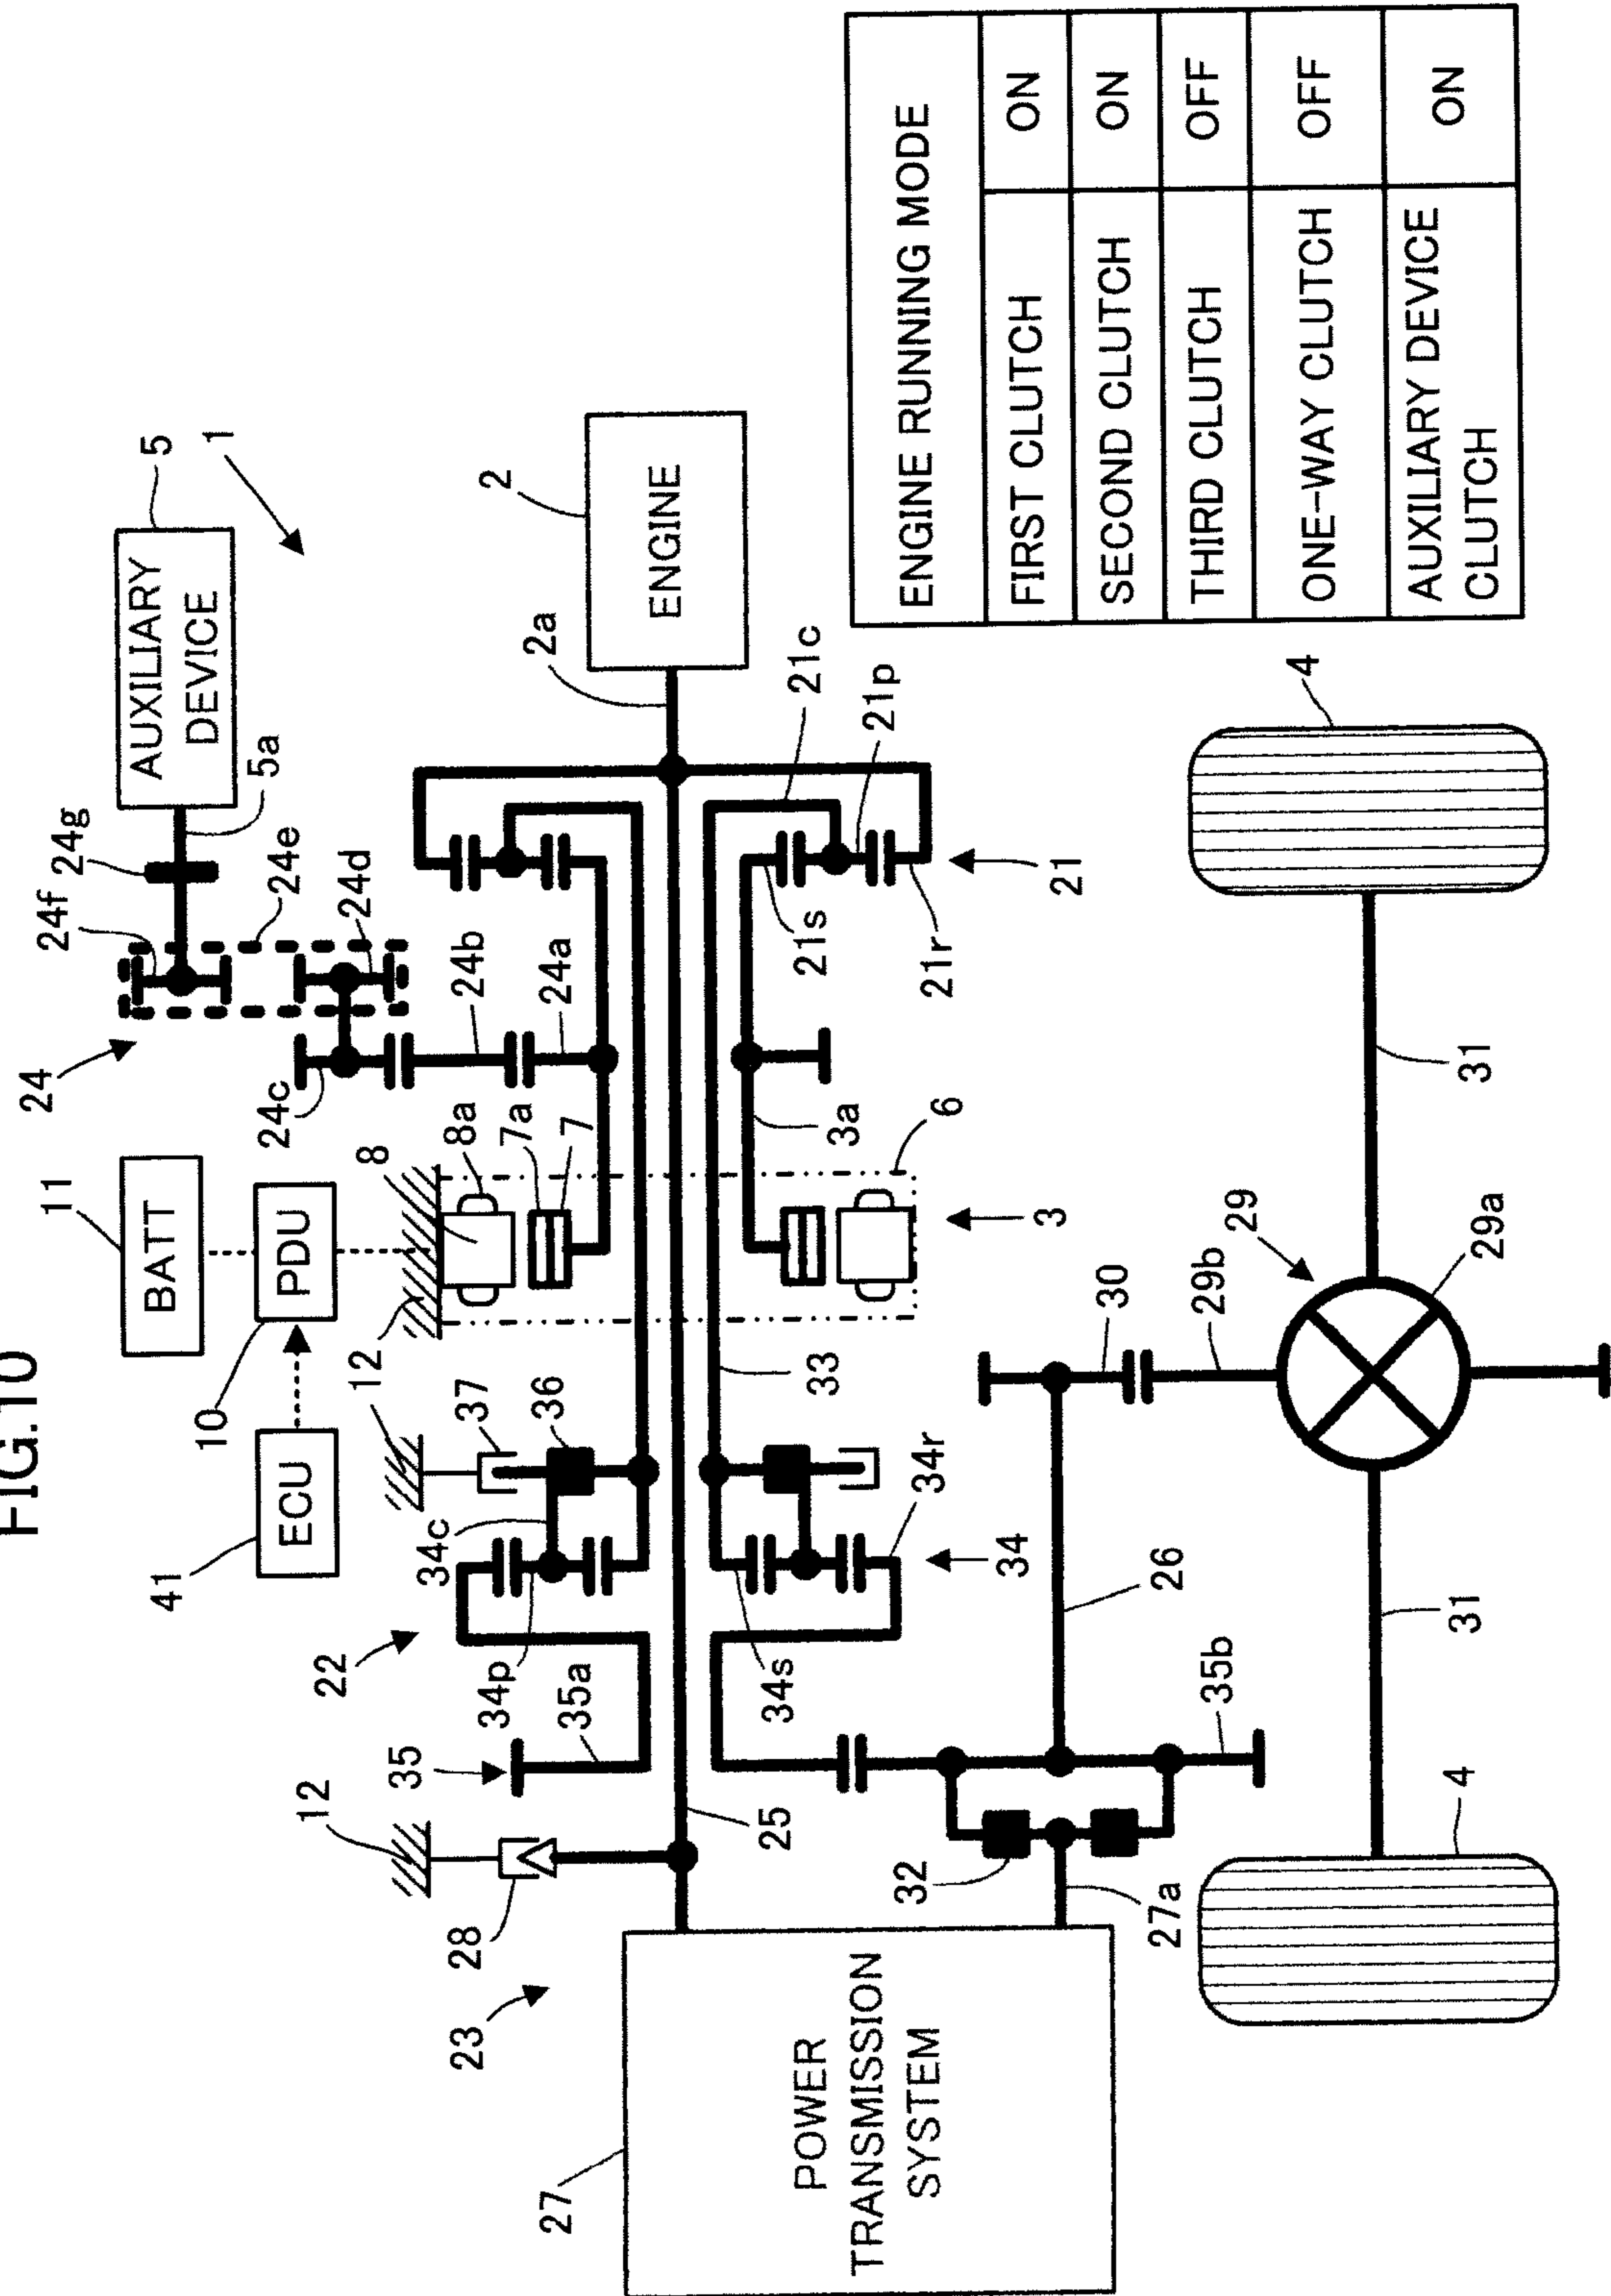 FIG.10
24
24f
24g
5
1
AUXILIARY
DEVICE
5a
24e
24d
24c
24b
24a
11
BATT
10
PDU
41
ECU
12
8
8a
7a
7
12
37
36
34c
22
34p
35
35a
12
28
23
2
ENGINE
2a
21c
21p
21s
21r
21
3a
6
3
33
34r
34
34s
25
27
POWER
TRANSMISSION
SYSTEM
32
27a
35b
26
30
29b
29
29a
31
31
4
4
ENGINE RUNNING MODE
FIRST CLUTCH ON
SECOND CLUTCH ON
THIRD CLUTCH OFF
ONE-WAY CLUTCH OFF
AUXILIARY DEVICE
CLUTCH ON